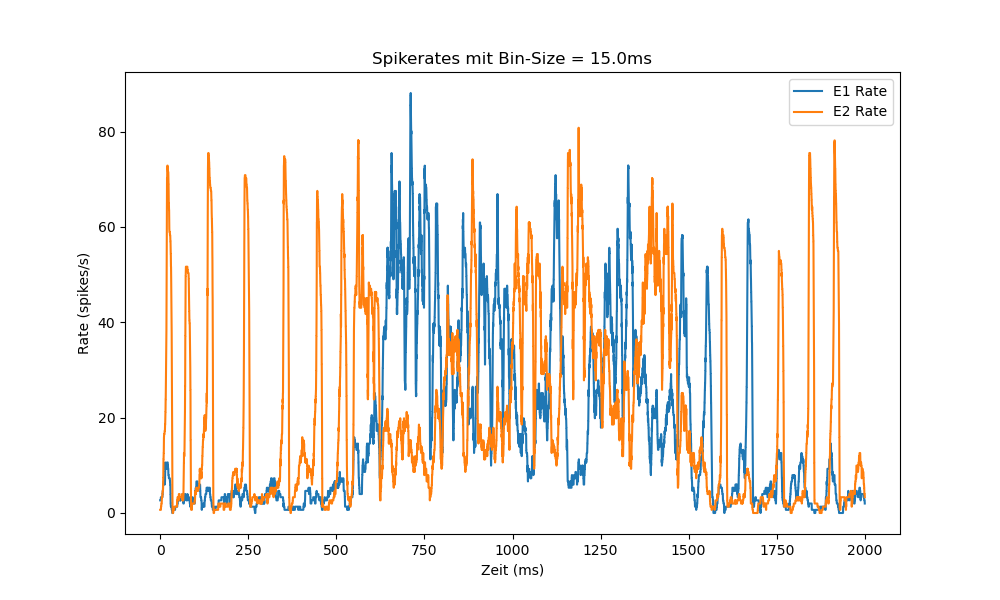 Spikerates mit Bin-Size = 15.0ms
E1 Rate
E2 Rate
Rate (spikes/s)
80
60
40
20
0
0 250 500 750 1000 1250 1500 1750 2000
Zeit (ms)